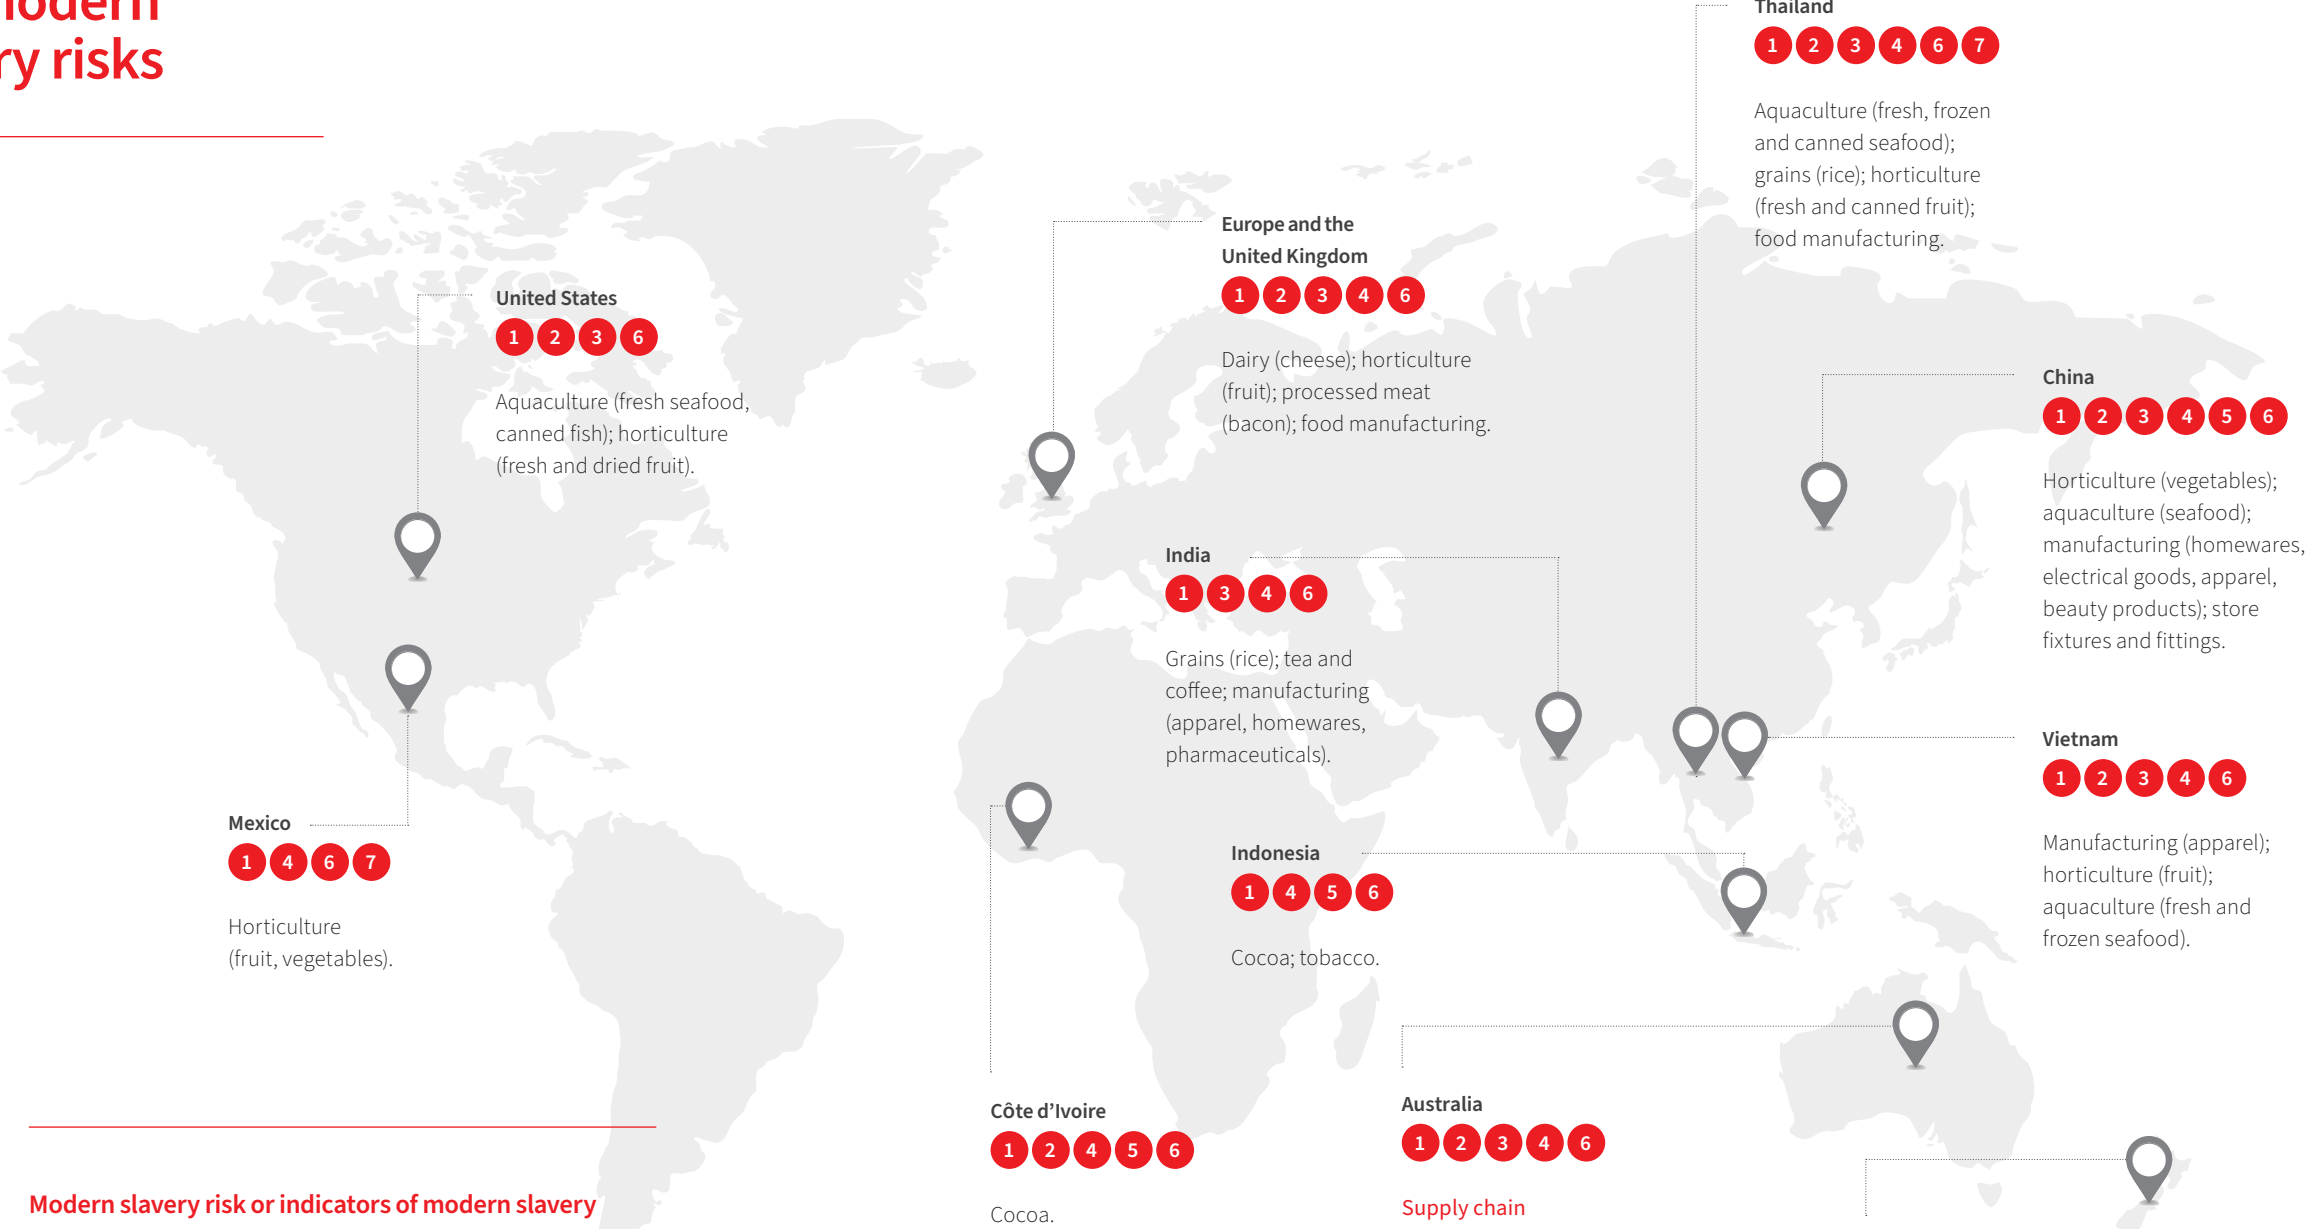 modern
ry risks
Thailand
1 2 3 4 6 7
Aquaculture (fresh, frozen
and canned seafood);
grains (rice); horticulture
(fresh and canned fruit);
food manufacturing.
Europe and the
United Kingdom
1 2 3 4 6
Dairy (cheese); horticulture
(fruit); processed meat
(bacon); food manufacturing.
United States
1 2 3 6
Aquaculture (fresh seafood,
canned fish); horticulture
(fresh and dried fruit).
China
1 2 3 4 5 6
Horticulture (vegetables);
aquaculture (seafood);
manufacturing (homewares,
electrical goods, apparel,
beauty products); store
fixtures and fittings.
India
1 3 4 6
Grains (rice); tea and
coffee; manufacturing
(apparel, homewares,
pharmaceuticals).
Vietnam
1 2 3 4 6
Manufacturing (apparel);
horticulture (fruit);
aquaculture (fresh and
frozen seafood).
Mexico
1 4 6 7
Horticulture
(fruit, vegetables).
Indonesia
1 4 5 6
Cocoa; tobacco.
Côte d’Ivoire
1 2 4 5 6
Cocoa.
Australia
1 2 3 4 6
Supply chain
Modern slavery risk or indicators of modern slavery